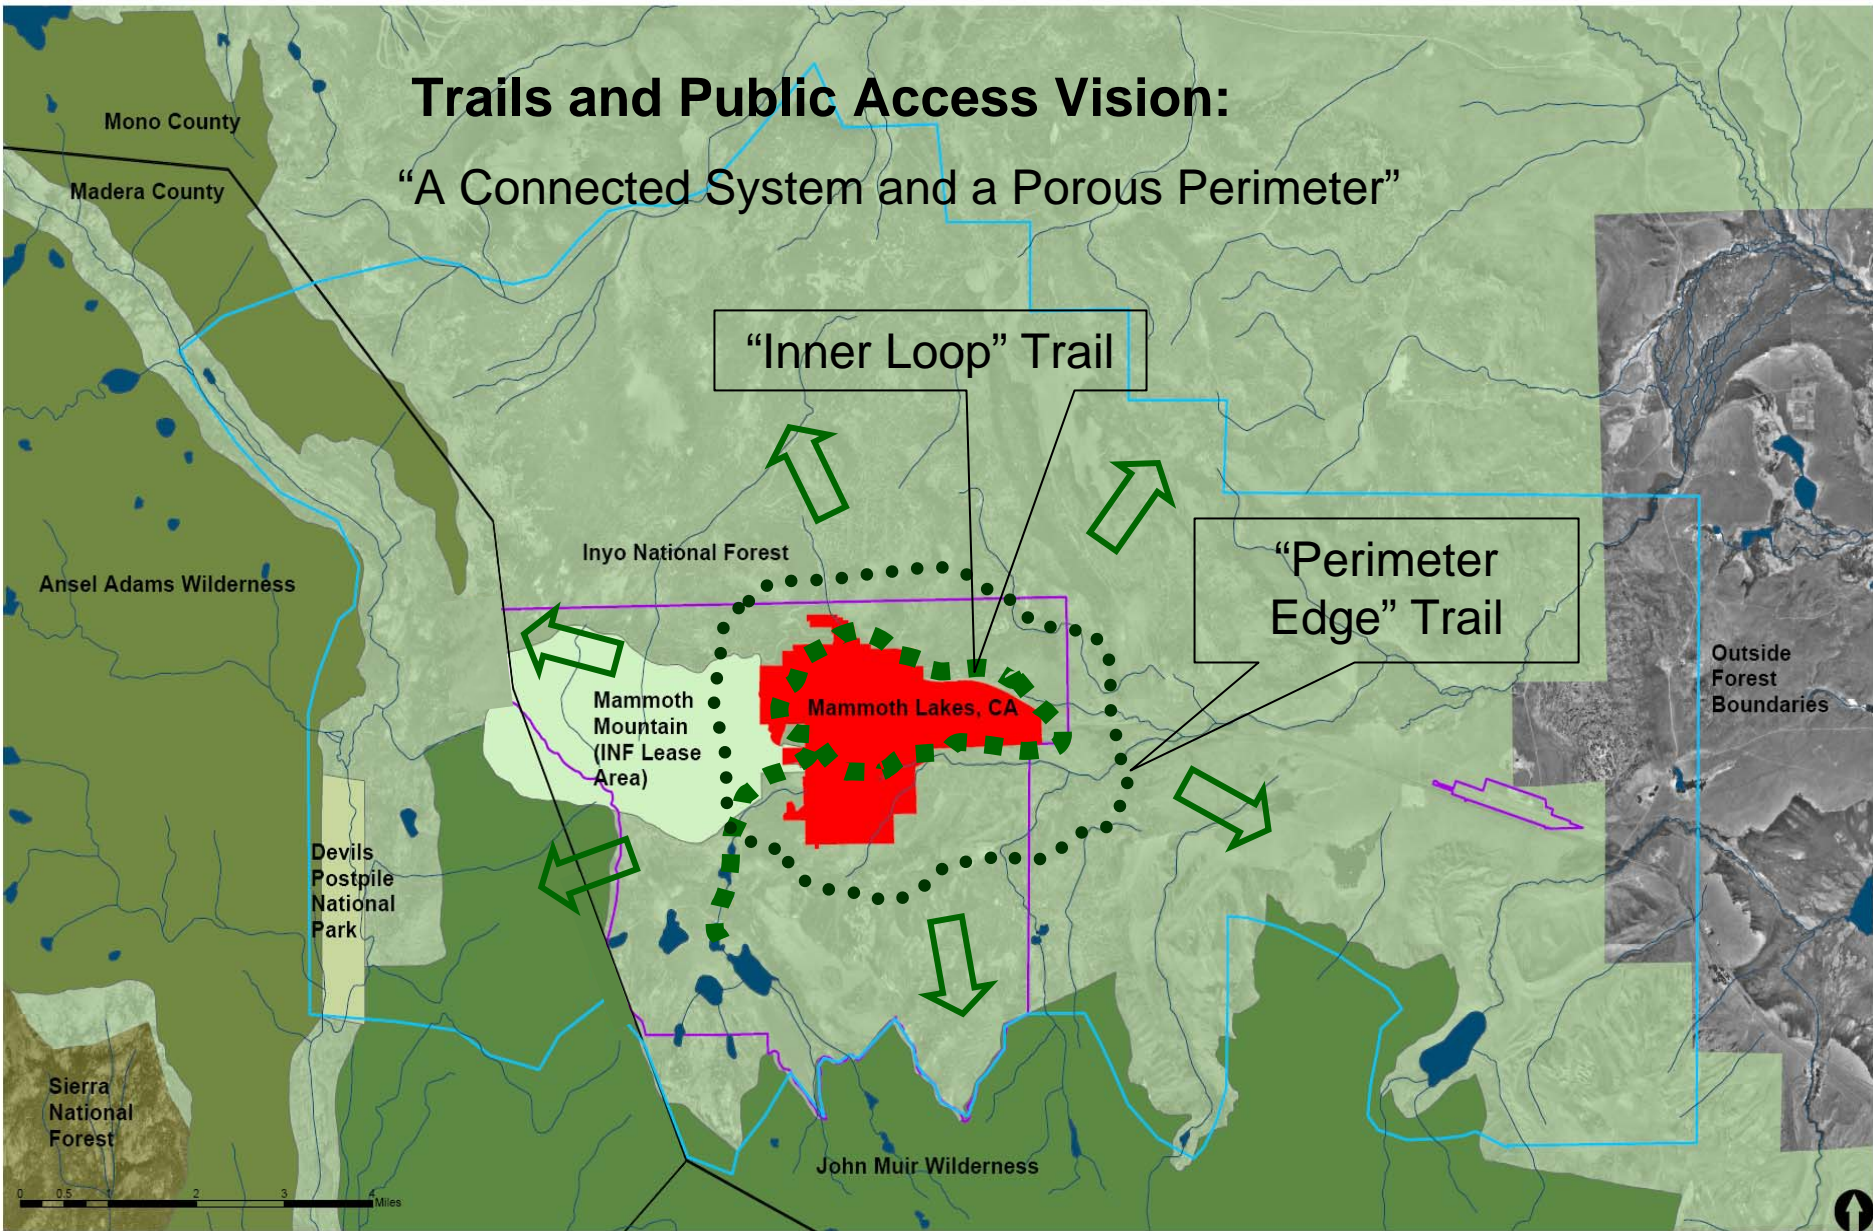 Trails and Public Access Vision:
“A Connected System and a Porous Perimeter”
Mono County
Madera County
“Inner Loop” Trail
Inyo National Forest
“Perimeter
Edge” Trail
Ansel Adams Wilderness
Outside
Forest
Boundaries
Mammoth
Mountain
(INF Lease
Area)
Mammoth Lakes, CA
Devils
Postpile
National
Park
Sierra
National
Forest
John Muir Wilderness
0 0.5 1 2 3 4
Miles